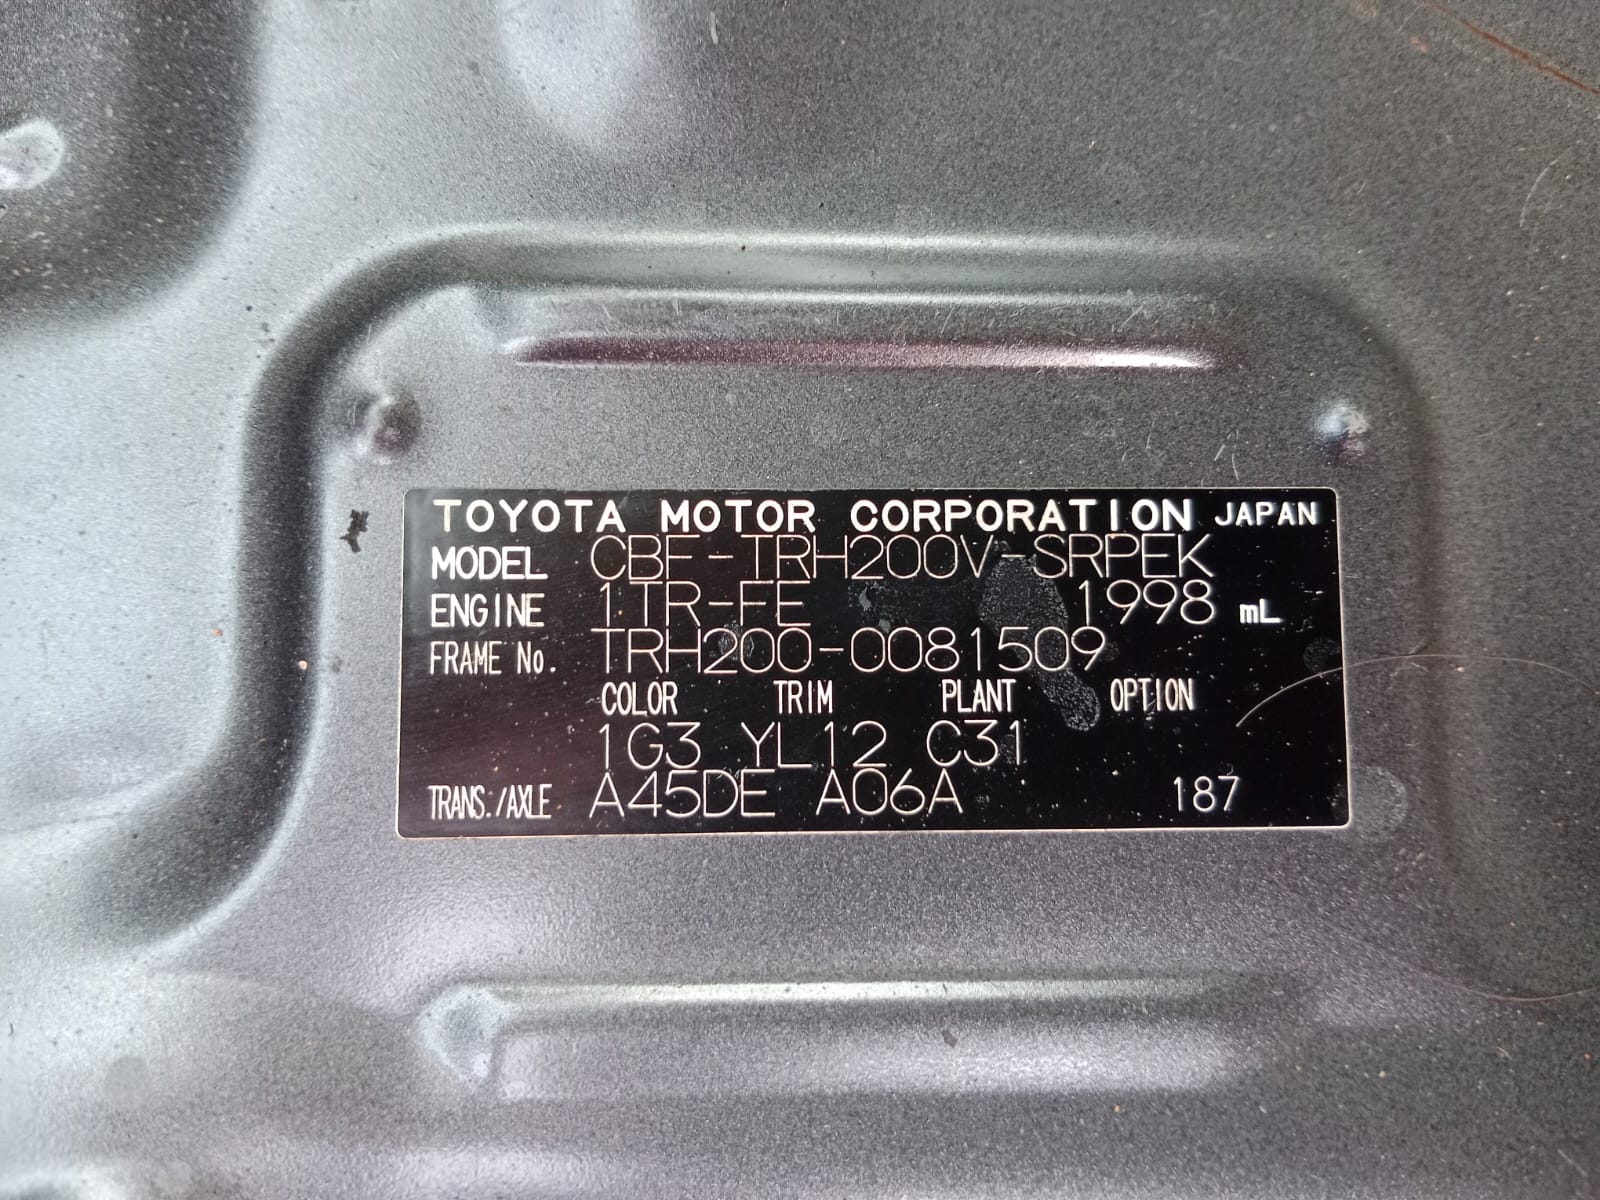 TOYOTA MOTOR CORPORATION JAPAN
MODEL CBF-TRH200V-SRPEK
ENGINE 1TR-FE 1998 mL
FRAME No. TRH200-0081509
COLOR TRIM PLANT OPTION
1G3 YL12 C31
TRANS./AXLE A45DE A06A 187